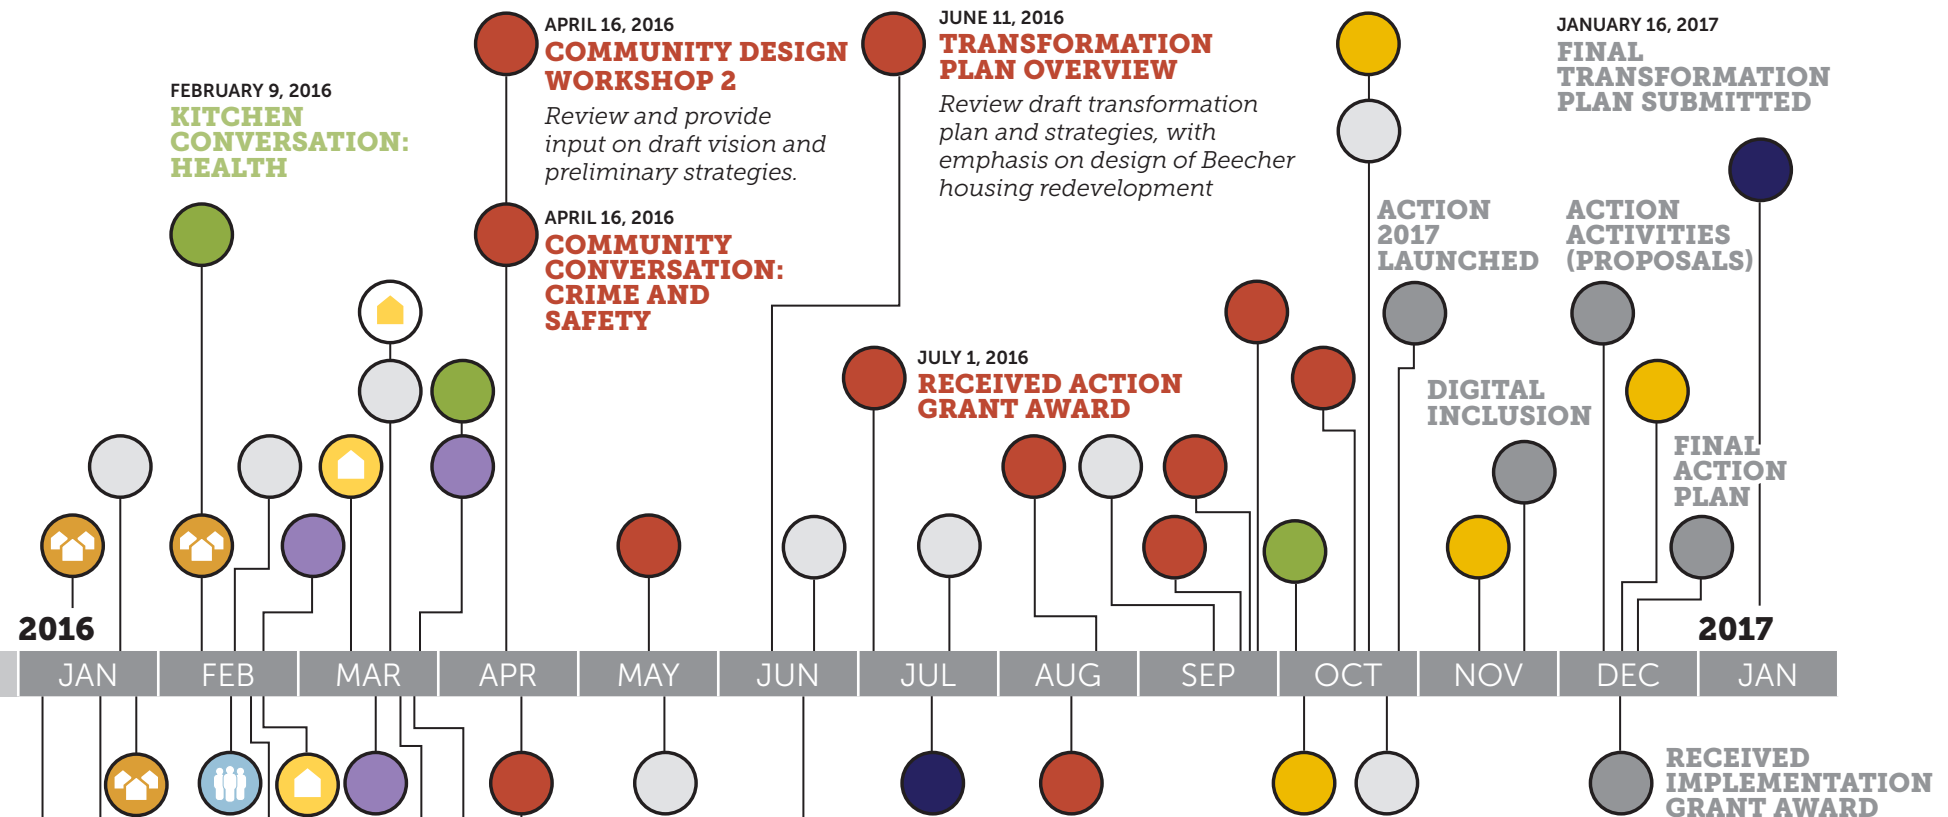 FEBRUARY 9, 2016
KITCHEN
CONVERSATION:
HEALTH
APRIL 16, 2016
COMMUNITY DESIGN
WORKSHOP 2
Review and provide
input on draft vision and
preliminary strategies.
APRIL 16, 2016
COMMUNITY
CONVERSATION:
CRIME AND
SAFETY
JUNE 11, 2016
TRANSFORMATION
PLAN OVERVIEW
Review draft transformation
plan and strategies, with
emphasis on design of Beecher
housing redevelopment
JULY 1, 2016
RECEIVED ACTION
GRANT AWARD
ACTION
2017
LAUNCHED
DIGITAL
INCLUSION
JANUARY 16, 2017
FINAL
TRANSFORMATION
PLAN SUBMITTED
ACTION
ACTIVITIES
(PROPOSALS)
FINAL
ACTION
PLAN
2016
2017
JAN
FEB
MAR
APR
MAY
JUN
JUL
AUG
SEP
OCT
NOV
DEC
JAN
RECEIVED
IMPLEMENTATION
GRANT AWARD